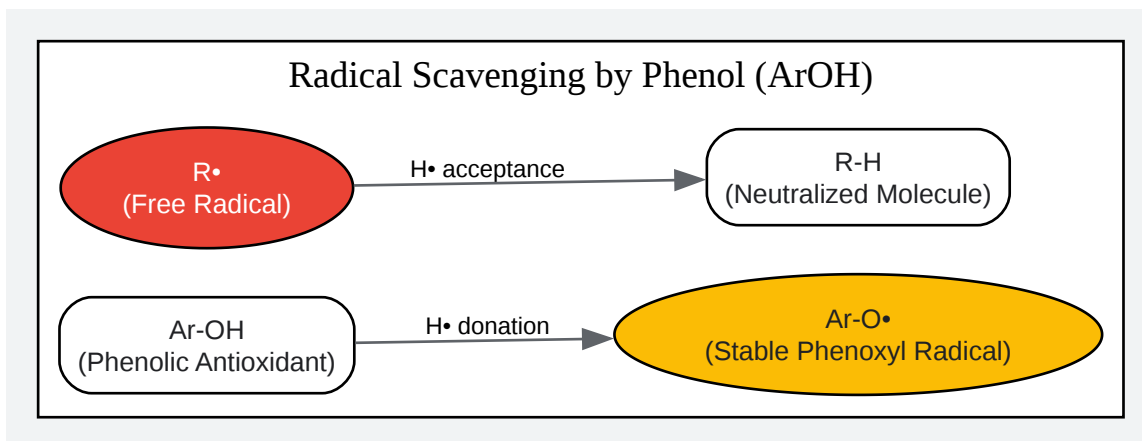 Radical Scavenging by Phenol (ArOH)
R•
(Free Radical)
H• acceptance
R-H
(Neutralized Molecule)
Ar-OH
(Phenolic Antioxidant)
H• donation
Ar-O•
(Stable Phenoxyl Radical)